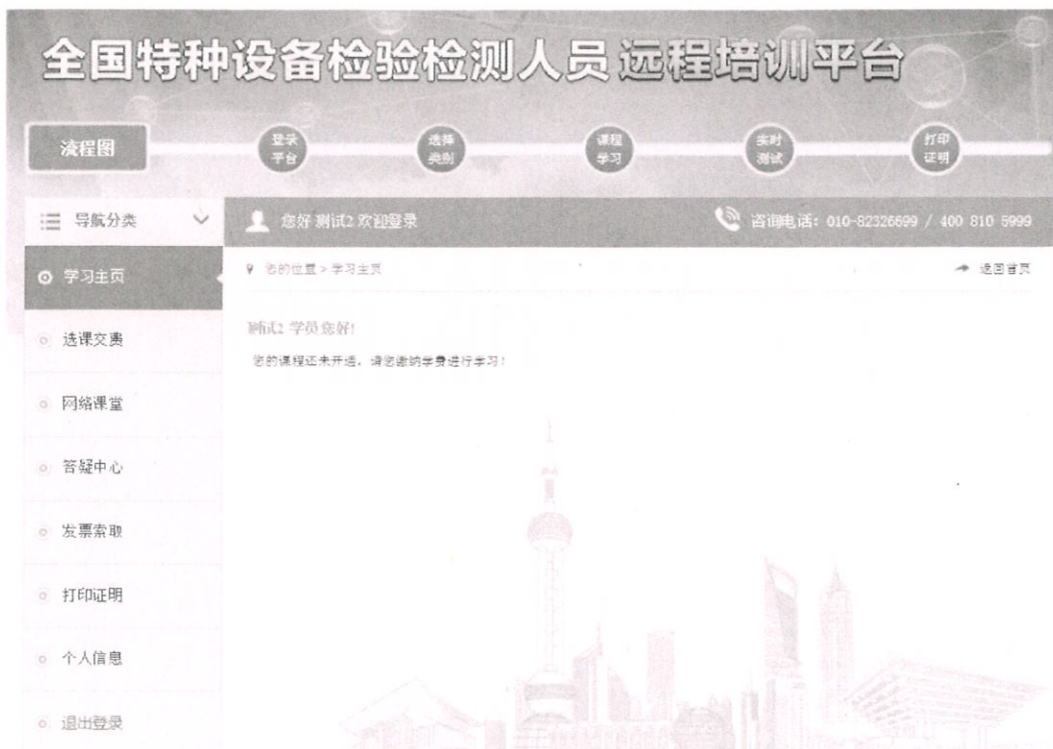 全国特种设备检验检测人员远程培训平台
流程图
登录
平台
选择
类别
课程
学习
实时
测试
打印
证明
导航分类
您好 测试2 欢迎登录
咨询电话：010-82326699 / 400 810 5999
学习主页
您的位置 > 学习主页
返回首页
测试2 学员您好!
您的课程还未开通，请您缴纳学费进行学习!
选课交费
网络课堂
答疑中心
发票索取
打印证明
个人信息
退出登录